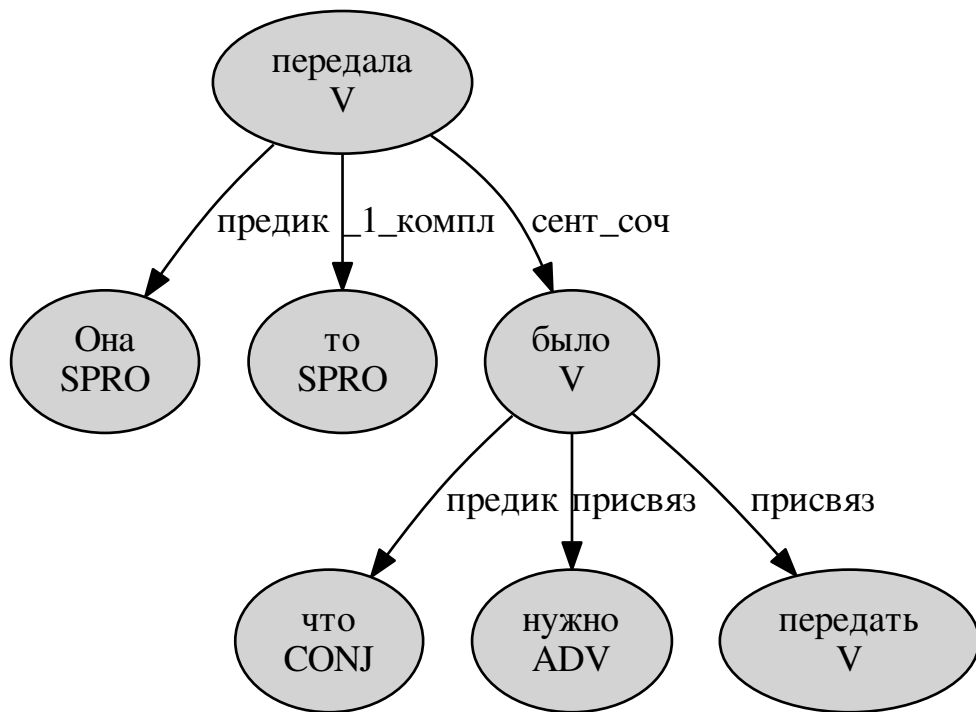 передала
V
предик _1_компл сент_соч
Она
SPRO
то
SPRO
было
V
предик присвяз присвяз
что
CONJ
нужно
ADV
передать
V